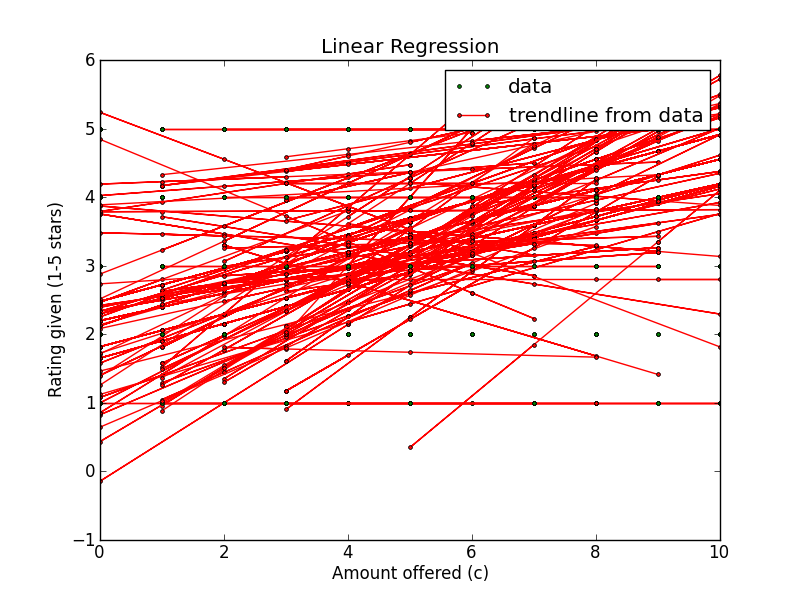 Linear Regression
data
trendline from data
6
5
4
3
2
1
0
−1
Rating given (1-5 stars)
0 2 4 6 8 10
Amount offered (c)